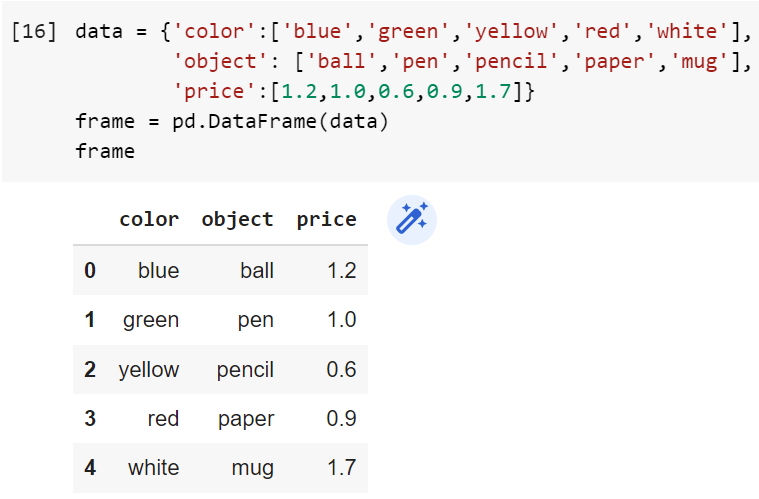 [16] data = {'color':['blue','green','yellow','red','white'],
'object': ['ball','pen','pencil','paper','mug'],
'price':[1.2,1.0,0.6,0.9,1.7]}
frame = pd.DataFrame(data)
frame
color object price
0 blue ball 1.2
1 green pen 1.0
2 yellow pencil 0.6
3 red paper 0.9
4 white mug 1.7